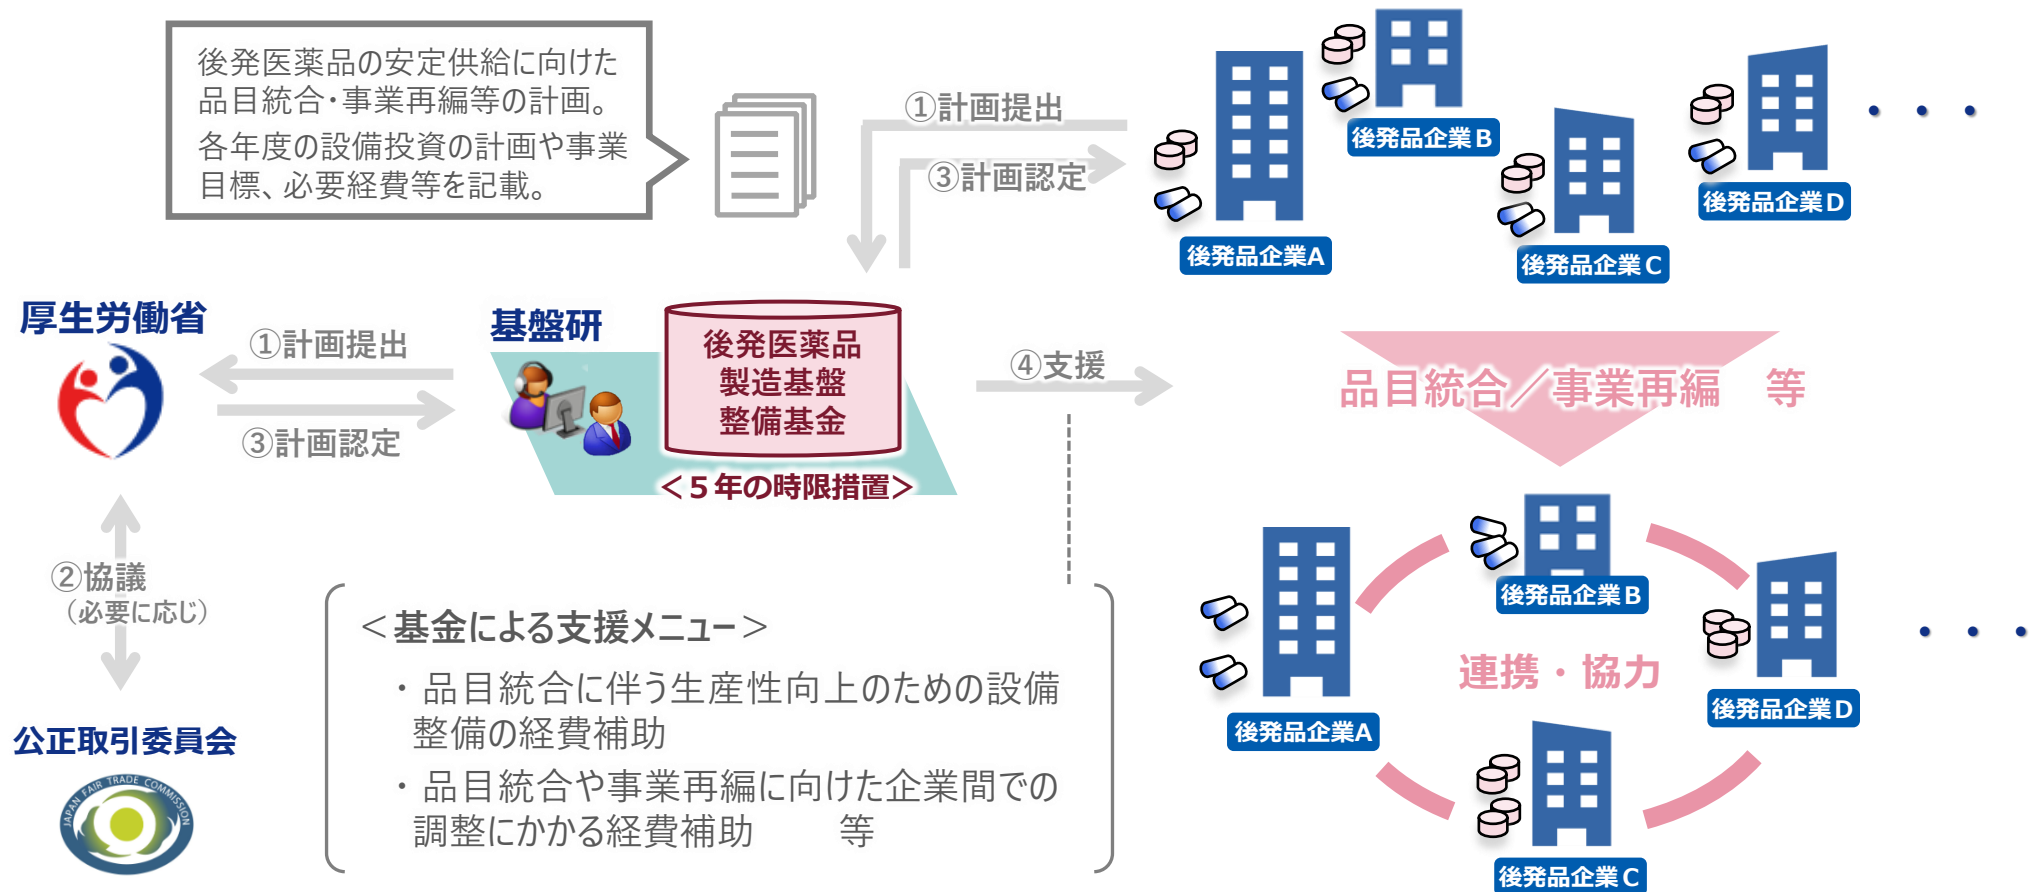 後発医薬品の安定供給に向けた
品目統合・事業再編等の計画。
各年度の設備投資の計画や事業
目標、必要経費等を記載。
①計画提出
③計画認定
後発品企業A
後発品企業B
後発品企業C
後発品企業D
・・・
厚生労働省
①計画提出
③計画認定
基盤研
後発医薬品
製造基盤
整備基金
＜5年の時限措置＞
④支援
品目統合／事業再編　等
②協議
（必要に応じ）
公正取引委員会
JAPAN FAIR TRADE COMMISSION
＜基金による支援メニュー＞
・品目統合に伴う生産性向上のための設備
整備の経費補助
・品目統合や事業再編に向けた企業間での
調整にかかる経費補助　　等
後発品企業A
後発品企業B
後発品企業D
連携・協力
後発品企業C
・・・